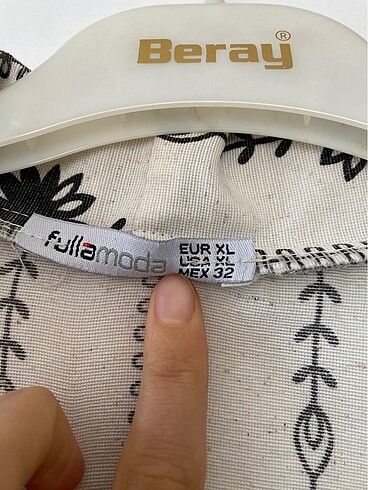 Beray®
fullamoda
EUR XL
USA XL
MEX 32